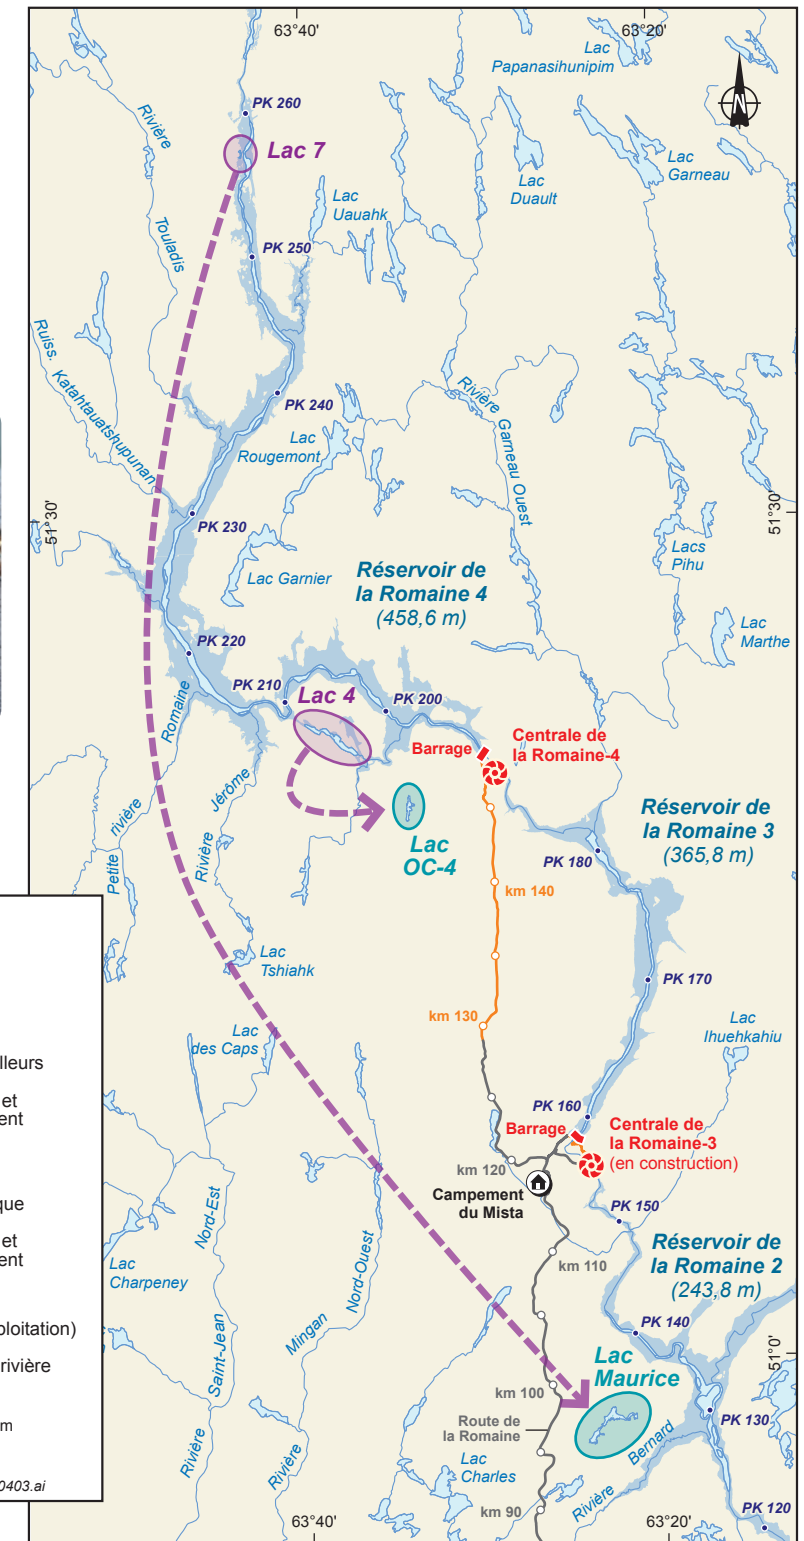 63°40'
63°20'
Lac
Papanasihunipim
N
PK 260
Rivière
Touladis
Lac 7
Lac
Duault
Lac
Garneau
Lac
Uauahk
PK 250
Ruiss. Katahtauatshupunan
PK 240
Rivière Garneau Ouest
Lac
Rougemont
51°30'
51°30'
PK 230
Lac Garnier
Réservoir de
la Romaine 4
(458,6 m)
Lacs
Pihu
Lac
Marthe
PK 220
PK 210
Lac 4
PK 200
Petite rivière Romaine
Rivière Jérôme
Barrage
Centrale de
la Romaine-4
Lac
OC-4
Réservoir de
la Romaine 3
(365,8 m)
PK 180
km 140
PK 170
Lac
Tshiahk
km 130
Lac
des Caps
Lac
Ihuehkahiu
lleurs
et
ent
PK 160
Barrage
Centrale de
la Romaine-3
(en construction)
km 120
Campement
du Mista
que
et
ent
PK 150
km 110
Réservoir de
la Romaine 2
(243,8 m)
Lac
Charpeney
Rivière Saint-Jean Nord-Est
Rivière Mingan Nord-Ouest
ploitation)
rivière
m
0403.ai
PK 140
51°0'
Lac
Maurice
km 100
Route de
la Romaine
PK 130
Rivière Bernard
Lac
Charles
km 90
PK 120
63°40'
63°20'